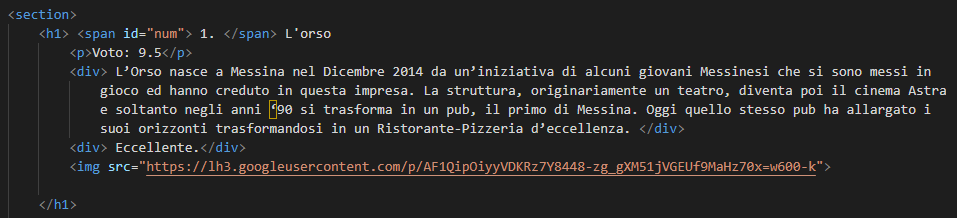 <section>
<h1> <span id="num"> 1. </span> L'orso
<p>Voto: 9.5</p>
<div> L’Orso nasce a Messina nel Dicembre 2014 da un’iniziativa di alcuni giovani Messinesi che si sono messi in
gioco ed hanno creduto in questa impresa. La struttura, originariamente un teatro, diventa poi il cinema Astra
e soltanto negli anni ‘90 si trasforma in un pub, il primo di Messina. Oggi quello stesso pub ha allargato i
suoi orizzonti trasformandosi in un Ristorante-Pizzeria d’eccellenza. </div>
<div> Eccellente.</div>
<img src="https://lh3.googleusercontent.com/p/AF1QipOiyyVDKRz7Y8448-zg_gXM51jVGEUf9MaHz70x=w600-k">
</h1>